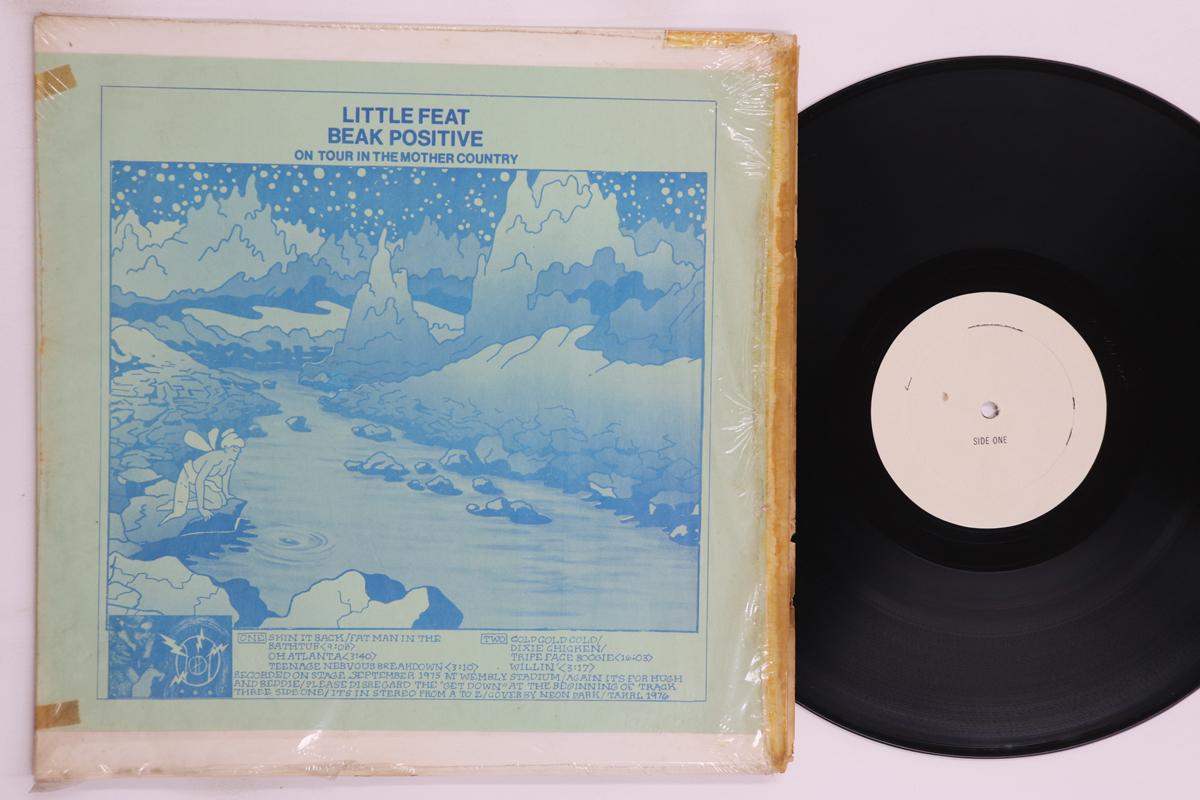 LITTLE FEAT
BEAK POSITIVE
ON TOUR IN THE MOTHER COUNTRY
ONE SKIN IT BACK/FAT MAN IN THE
BATHTUB<9:08>
OH ATLANTA<3:40>
TEENAGE NERVOUS BREAKDOWN<3:10>
TWO COLD COLD COLD/
DIXIE CHICKEN/
TRIPE FACE BOOGIE<16:03>
WILLIN'<3:17>
RECORDED ON STAGE SEPTEMBER 1975 AT WEMBLY STADIUM/AGAIN IT'S FOR HUGH
AND REDDIE/PLEASE DISREGARD THE "GET DOWN" AT THE BEGINNING OF TRACK
THREE SIDE ONE/IT'S IN STEREO FROM A TO Z/COVER BY NEON PARK/TAKRL 1976
SIDE ONE